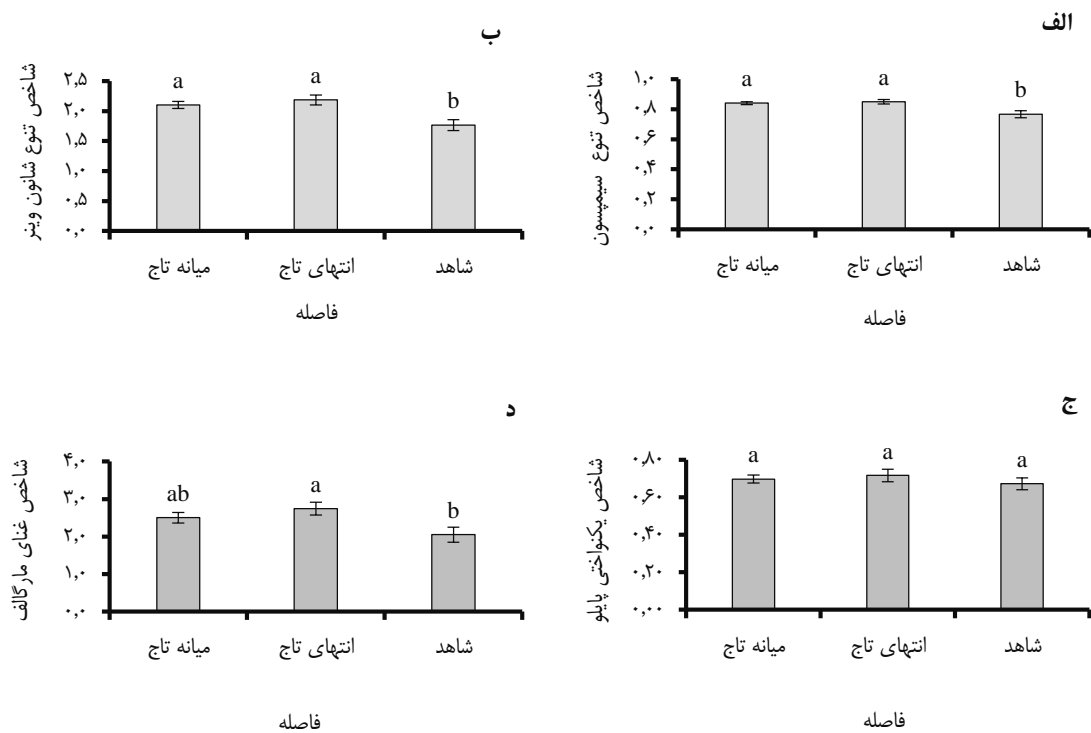 الف
شاخص تنوع سیمپسون
۱٫۰
۰٫۸
۰٫۶
۰٫۴
۰٫۲
۰٫۰
a
a
b
میانه تاج
انتهای تاج
شاهد
فاصله
ب
شاخص تنوع شانون وینر
۲٫۵
۲٫۰
۱٫۵
۱٫۰
۰٫۵
۰٫۰
a
a
b
میانه تاج
انتهای تاج
شاهد
فاصله
ج
شاخص یکنواختی پایلو
۰٫۸۰
۰٫۶۰
۰٫۴۰
۰٫۲۰
۰٫۰۰
a
a
a
میانه تاج
انتهای تاج
شاهد
فاصله
د
شاخص غنای مارگالف
۴٫۰
۳٫۰
۲٫۰
۱٫۰
۰٫۰
ab
a
b
میانه تاج
انتهای تاج
شاهد
فاصله